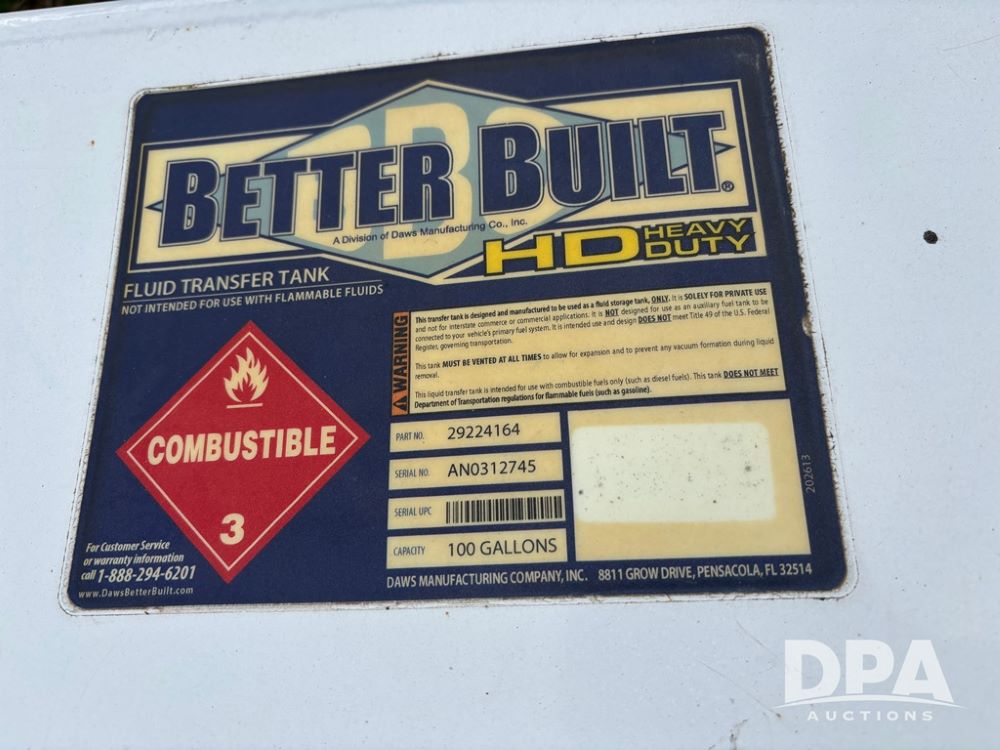 BBB
BETTER BUILT®
A Division of Daws Manufacturing Co., Inc.
HD HEAVY DUTY
FLUID TRANSFER TANK
NOT INTENDED FOR USE WITH FLAMMABLE FLUIDS
WARNING
This transfer tank is designed and manufactured to be used as a fluid storage tank, ONLY. It is SOLELY FOR PRIVATE USE
and not for interstate commerce or commercial applications. It is NOT designed for use as an auxiliary fuel tank to be
connected to your vehicle's primary fuel system. It is intended use and design DOES NOT meet Title 49 of the U.S. Federal
Register, governing transportation.
This tank MUST BE VENTED AT ALL TIMES to allow for expansion and to prevent any vacuum formation during liquid
removal.
This liquid transfer tank is intended for use with combustible fuels only (such as diesel fuels). This tank DOES NOT MEET
Department of Transportation regulations for flammable fuels (such as gasoline).
COMBUSTIBLE
3
PART NO. 29224164
SERIAL NO. AN0312745
SERIAL UPC
CAPACITY 100 GALLONS
202613
For Customer Service
or warranty information
call 1-888-294-6201
www.DawsBetterBuilt.com
DAWS MANUFACTURING COMPANY, INC. 8811 GROW DRIVE, PENSACOLA, FL 32514
DPA
AUCTIONS